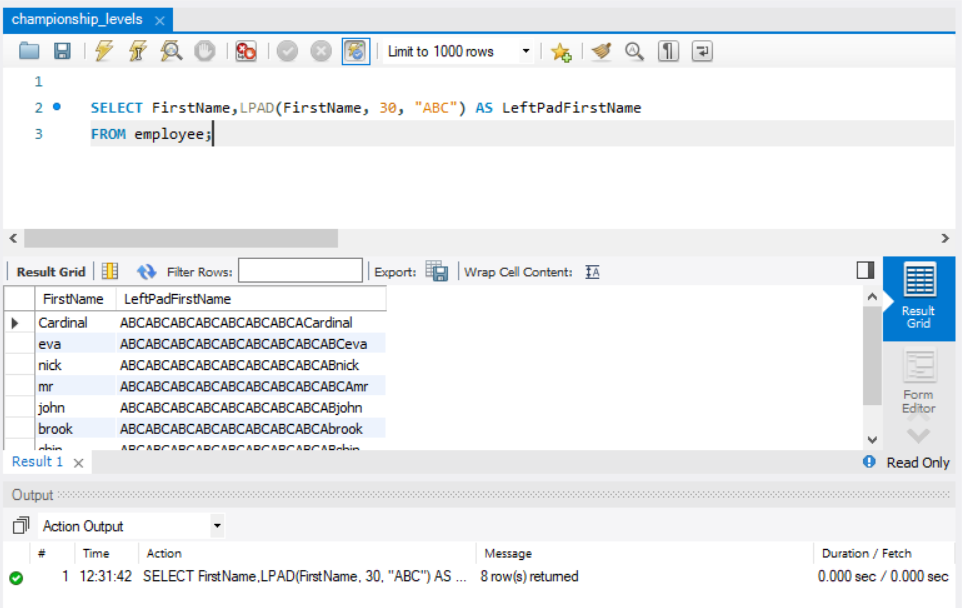 championship_levels
Limit to 1000 rows
1
2 SELECT FirstName,LPAD(FirstName, 30, "ABC") AS LeftPadFirstName
3 FROM employee;
Result Grid Filter Rows: Export: Wrap Cell Content:
FirstName LeftPadFirstName
Cardinal ABCABCABCABCABCABCABCACardinal
eva ABCABCABCABCABCABCABCABCABCeva
nick ABCABCABCABCABCABCABCABCABnick
mr ABCABCABCABCABCABCABCABCABCAmr
john ABCABCABCABCABCABCABCABCABjohn
brook ABCABCABCABCABCABCABCABCAbrook
Result
Grid
Form
Editor
Result 1
Read Only
Output
Action Output
# Time Action Message Duration / Fetch
1 12:31:42 SELECT FirstName,LPAD(FirstName, 30, "ABC") AS ... 8 row(s) returned 0.000 sec / 0.000 sec